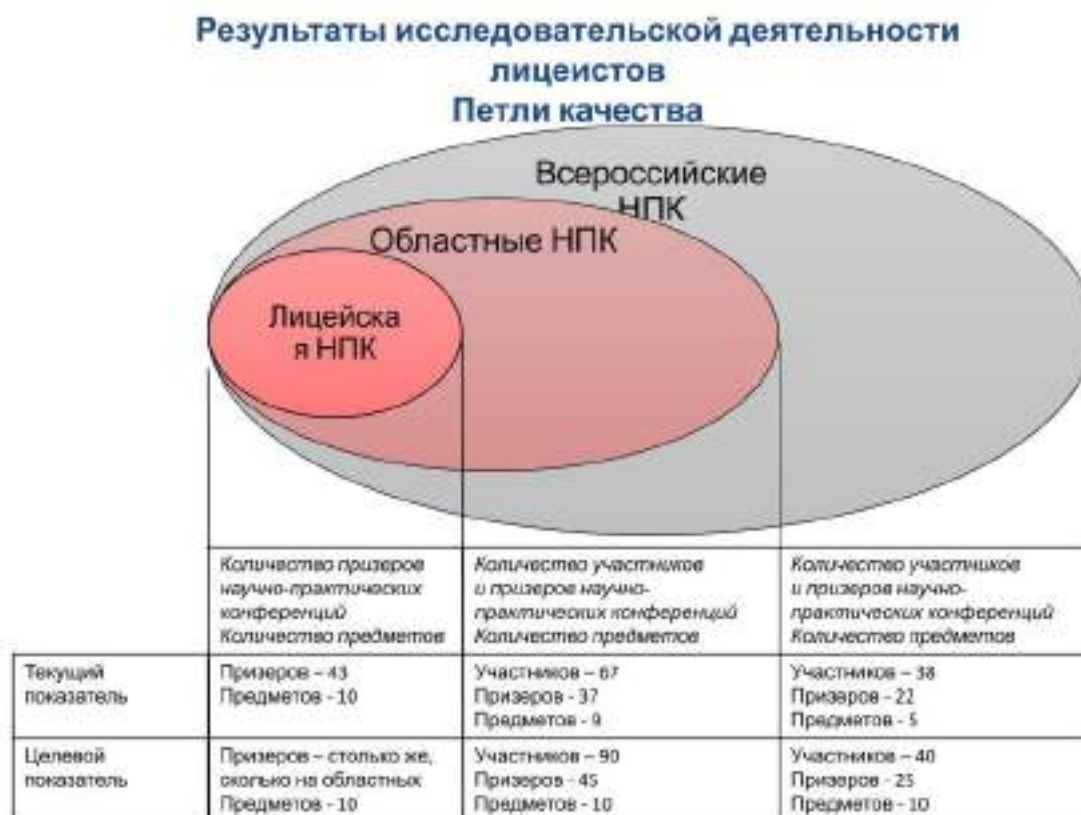 Результаты исследовательской деятельности
лицеистов
Петли качества
Всероссийские
НПК
Областные НПК
Лицейска
я НПК
Количество призеров
научно-практических
конференций
Количество предметов
Количество участников
и призеров научно-
практических конференций
Количество предметов
Количество участников
и призеров научно-
практических конференций
Количество предметов
Текущий
показатель
Призеров – 43
Предметов - 10
Участников – 67
Призеров - 37
Предметов - 9
Участников – 38
Призеров - 22
Предметов - 5
Целевой
показатель
Призеров – столько же,
сколько на областных
Предметов - 10
Участников – 90
Призеров - 45
Предметов - 10
Участников – 40
Призеров - 25
Предметов - 10